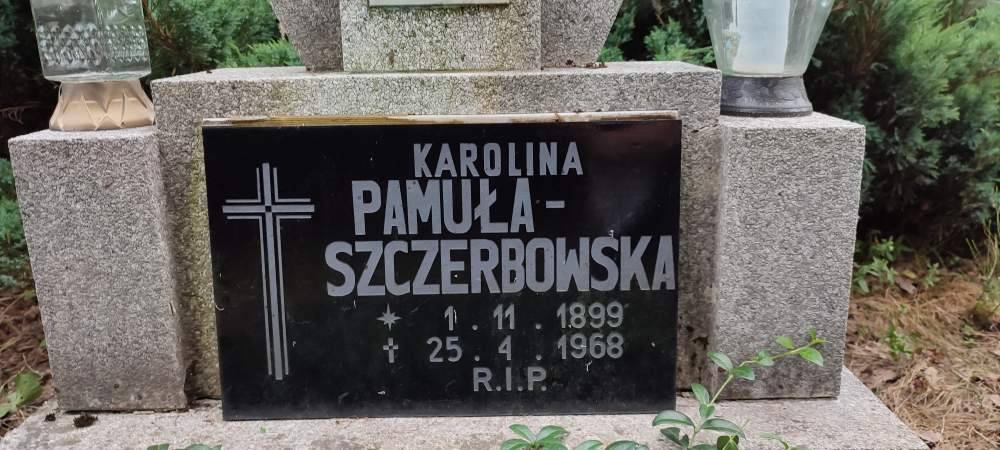 KAROLINA
PAMUŁA-
SZCZERBOWSKA
1.11.1899
25.4.1968
R.I.P.